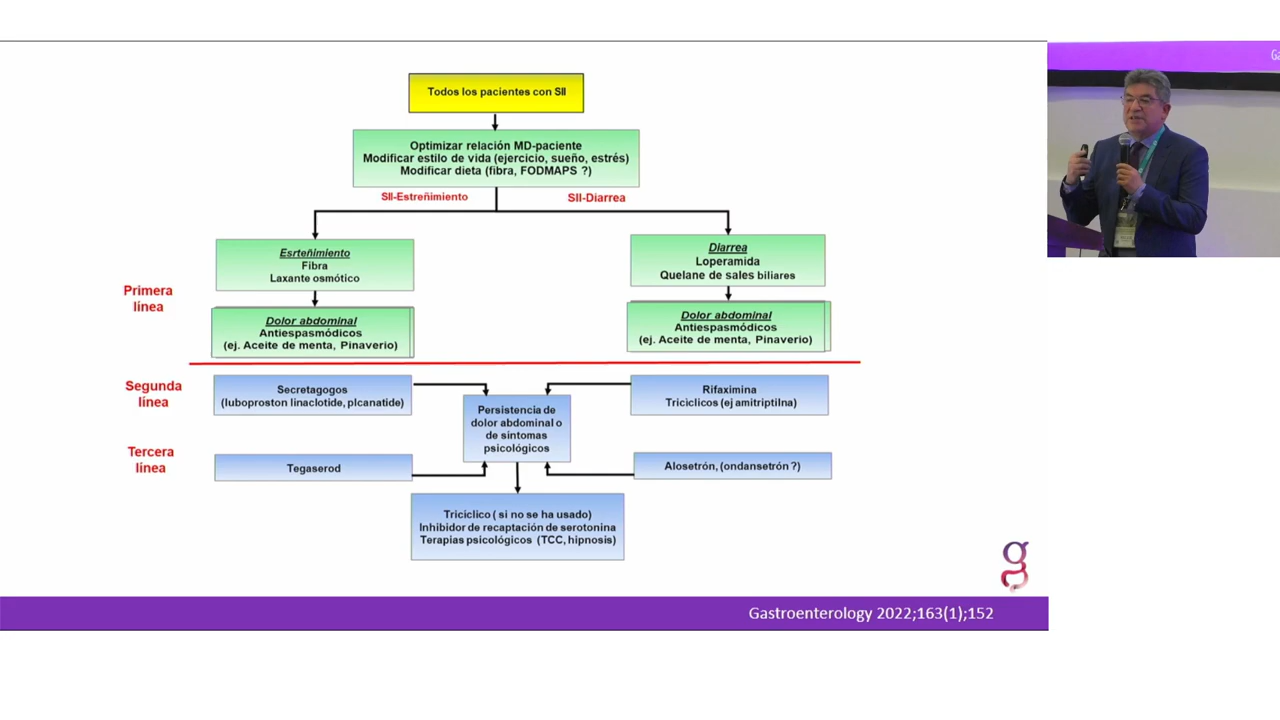 Todos los pacientes con SII
Optimizar relación MD-paciente
Modificar estilo de vida (ejercicio, sueño, estrés)
Modificar dieta (fibra, FODMAPS ?)
SII-Estreñimiento
SII-Diarrea
Esrteñimiento
Fibra
Laxante osmótico
Diarrea
Loperamida
Quelane de sales biliares
Primera
línea
Dolor abdominal
Antiespasmódicos
(ej. Aceite de menta, Pinaverio)
Dolor abdominal
Antiespasmódicos
(ej. Aceite de menta, Pinaverio)
Segunda
línea
Secretagogos
(luboproston linaclotide, plcanatide)
Rifaximina
Tricíclicos (ej amitriptilna)
Persistencia de
dolor abdominal o
de síntomas
psicológicos
Tercera
línea
Tegaserod
Alosetrón, (ondansetrón ?)
Tricíclico ( si no se ha usado)
Inhibidor de recaptación de serotonina
Terapias psicológicos (TCC, hipnosis)
g
Gastroenterology 2022;163(1);152